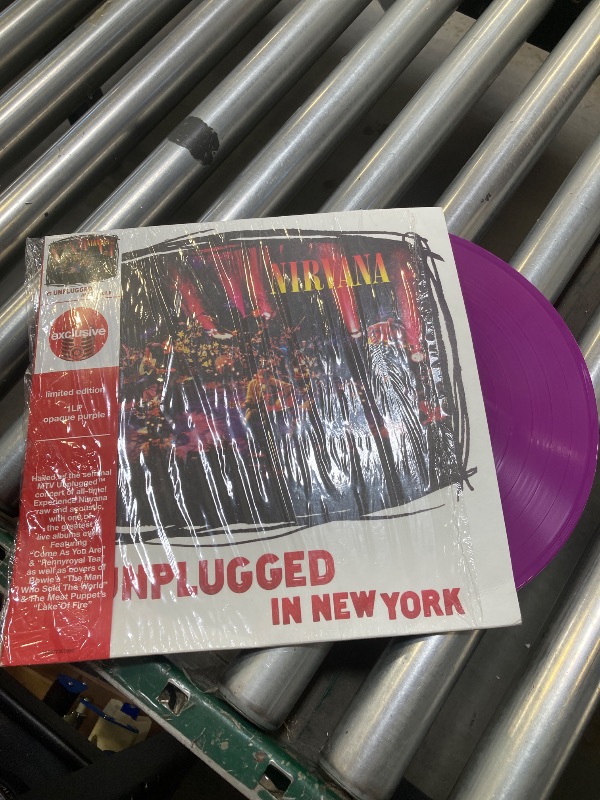 NIRVANA
UNPLUGGED
exclusive
limited edition
1LP
opaque purple
Hailed as the seminal
MTV Unplugged™
concert of all-time!
Experience Nirvana
raw and acoustic,
with one of
the greatest
live albums ever.
Featuring
“Come As You Are”
& “Pennyroyal Tea”
as well as covers of
Bowie's “The Man
Who Sold The World”
& The Meat Puppet's
“Lake Of Fire”
UNPLUGGED
IN NEW YORK